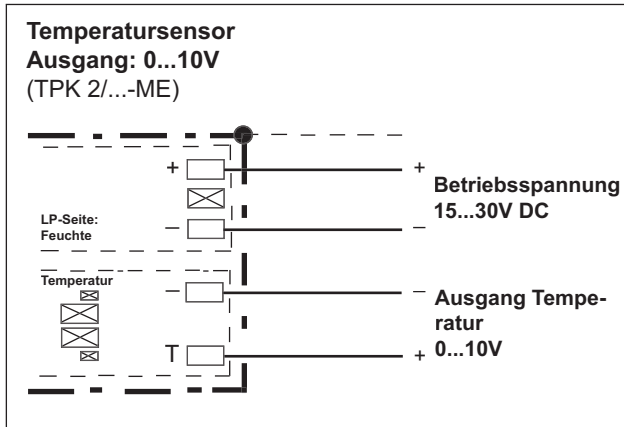 Temperatursensor
Ausgang: 0...10V
(TPK 2/...-ME)
+ +
Betriebsspannung
15...30V DC
LP-Seite:
Feuchte
– –
Temperatur
– –
Ausgang Tempe-
ratur
0...10V
T +